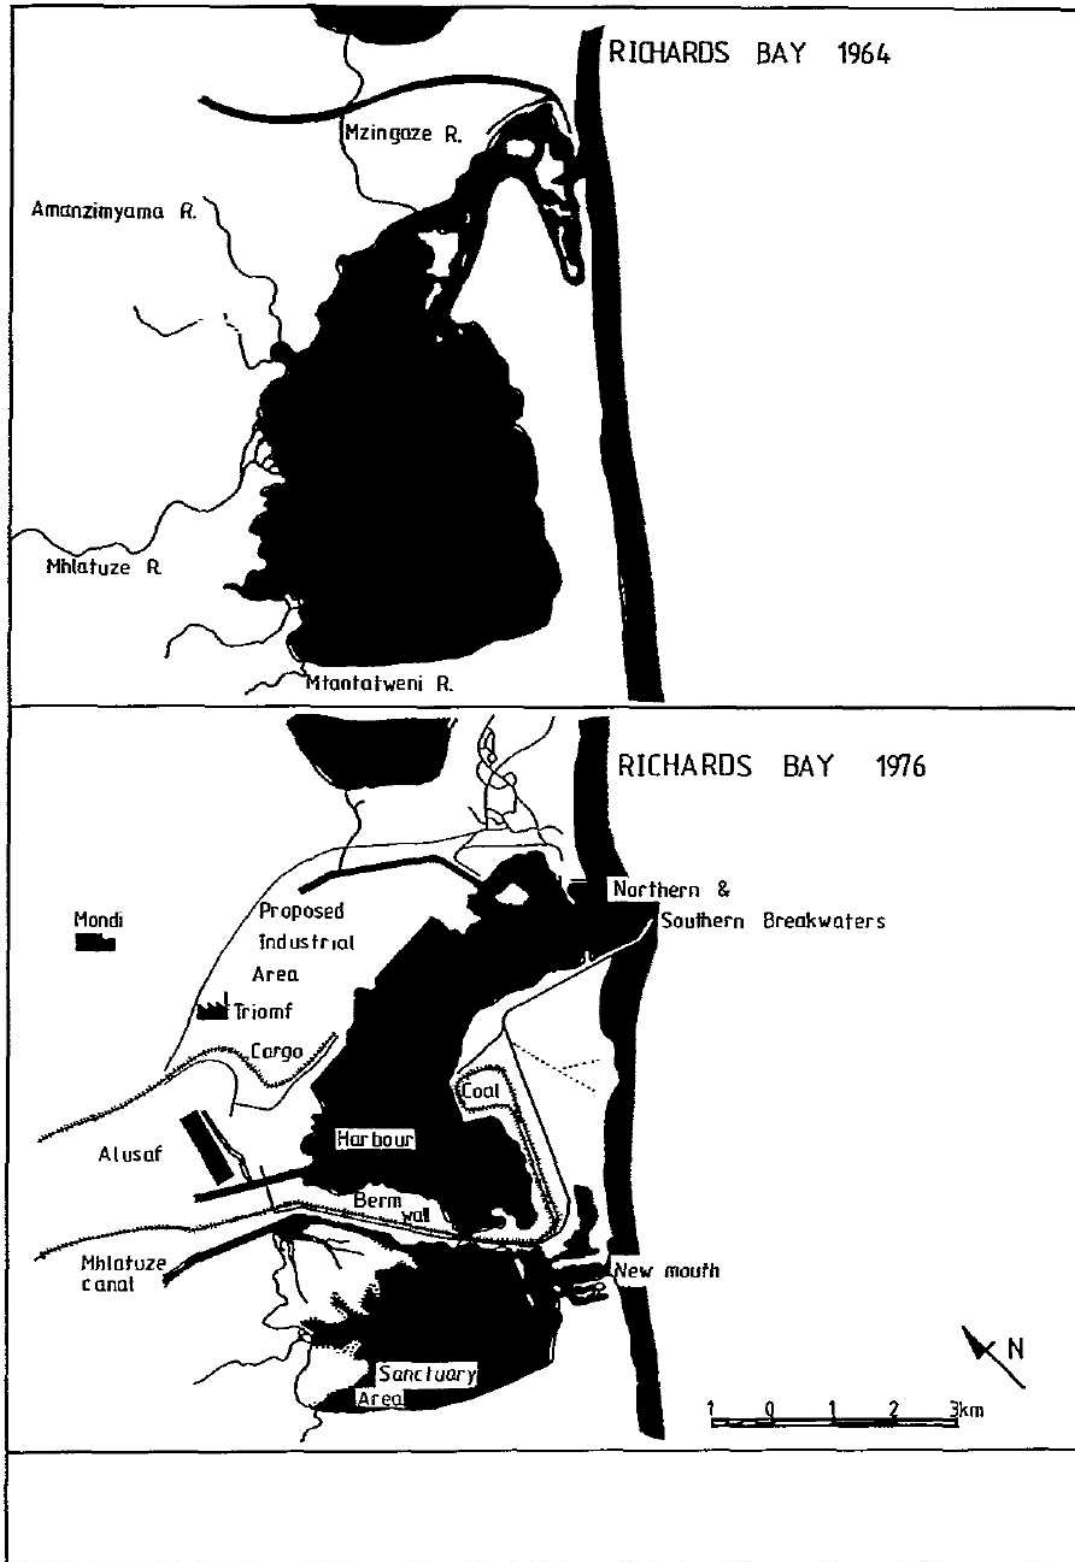 RICHARDS BAY 1964
Mzingaze R.
Amanzimyama R.
Mhlatuze R.
Mtantatweni R.
RICHARDS BAY 1976
Northern &
Southern Breakwaters
Mondi
Proposed
Industrial
Area
Triomf
Cargo
Coal
Harbour
Alusaf
Berm
wall
Mhlatuze
canal
New mouth
Sanctuary
Area
N
1 0 1 2 3km